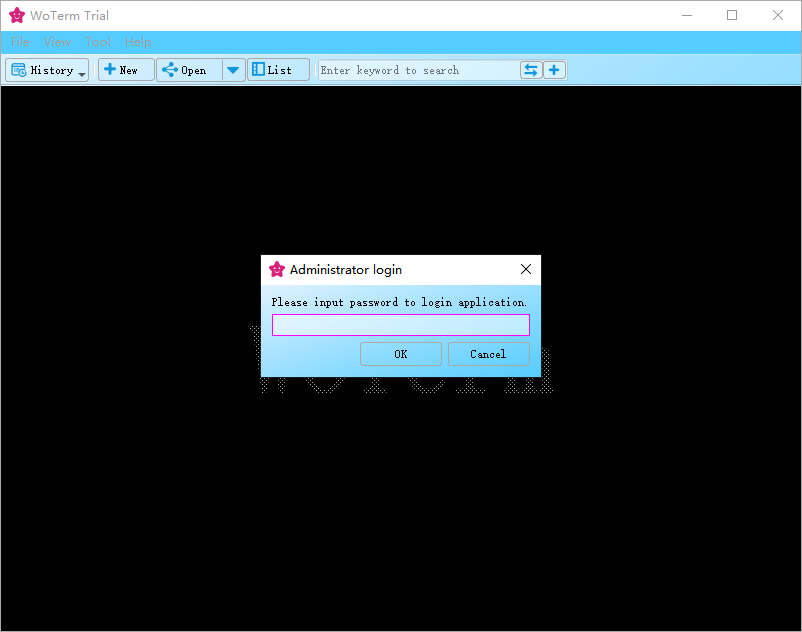 WoTerm Trial
File View Tool Help
History New Open List Enter keyword to search
Administrator login
Please input password to login application.
OK Cancel